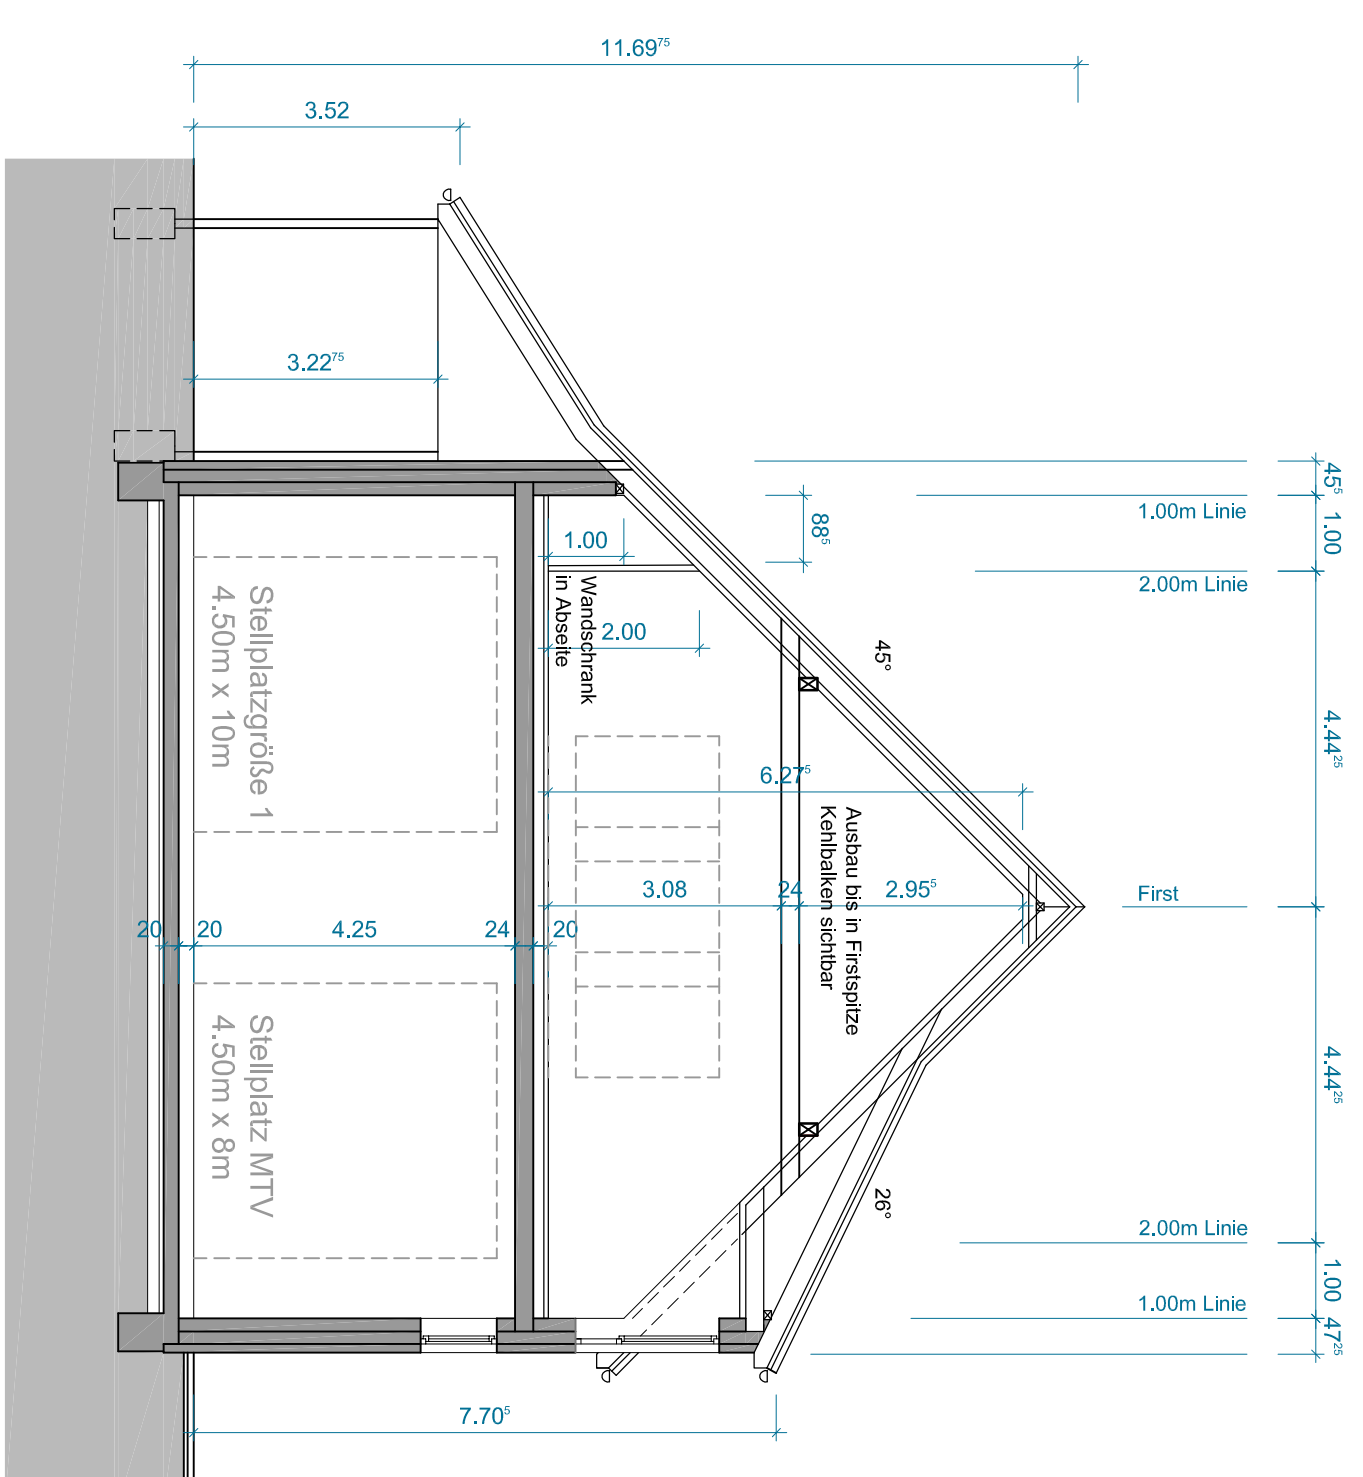 11.69⁷⁵
3.52
3.22⁷⁵
45⁵
1.00
1.00m Linie
2.00m Linie
88⁵
1.00
Wandschrank
in Abseite
2.00
45°
4.44²⁵
Stellplatzgröße 1
4.50m x 10m
6.27⁵
Ausbau bis in Firstspitze
Kehlbalken sichtbar
3.08
24
2.95⁵
First
20
20
4.25
24
20
Stellplatz MTV
4.50m x 8m
4.44²⁵
26°
2.00m Linie
1.00
1.00m Linie
47²⁵
7.70⁵